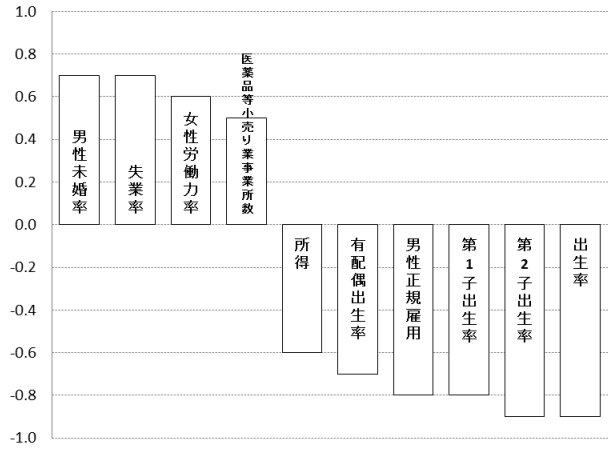 1.0
0.8
0.6
0.4
0.2
0.0
-0.2
-0.4
-0.6
-0.8
-1.0
男性未婚率
失業率
女性労働力率
医薬品等小売り業事業所数
所得
有配偶出生率
男性正規雇用
第1子出生率
第2子出生率
出生率